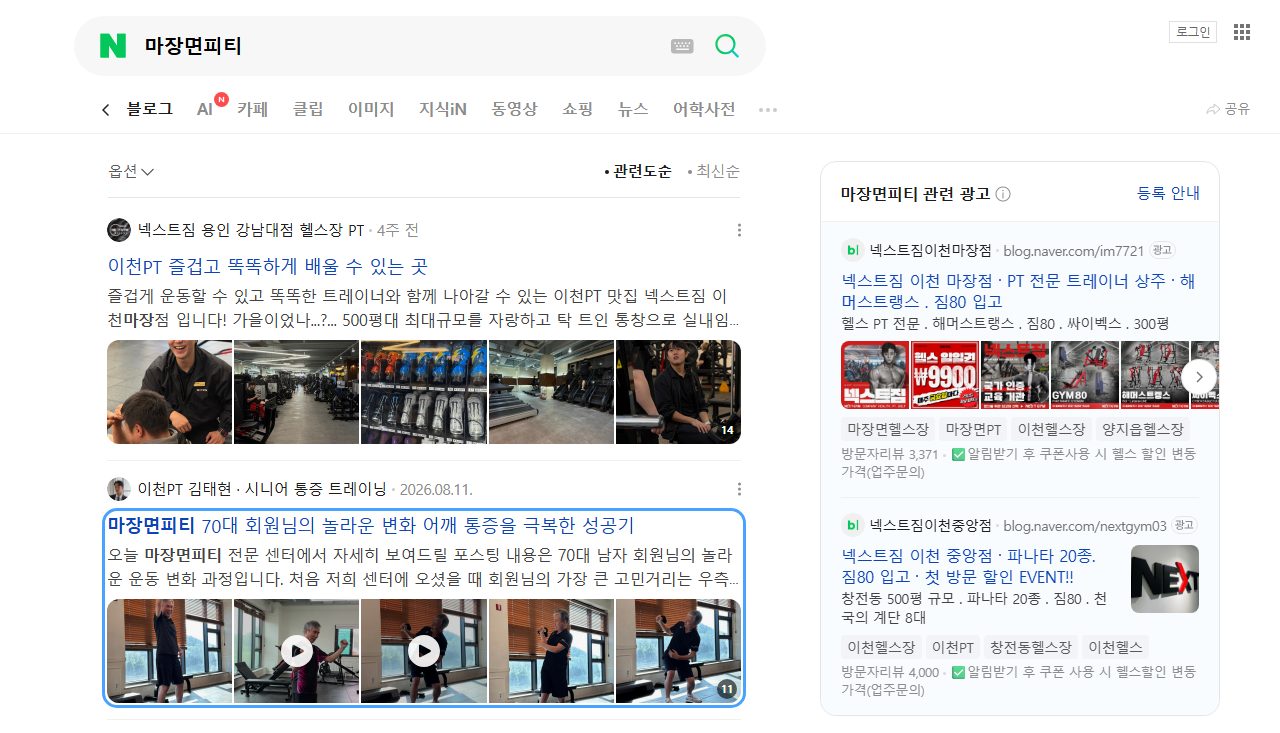 마장면피티
로그인
블로그
AI
N
카페
클립
이미지
지식iN
동영상
쇼핑
뉴스
어학사전
공유
옵션
• 관련도순
• 최신순
넥스트짐 용인 강남대점 헬스장 PT · 4주 전
이천PT 즐겁고 똑똑하게 배울 수 있는 곳
즐겁게 운동할 수 있고 똑똑한 트레이너와 함께 나아갈 수 있는 이천PT 맛집 넥스트짐 이
천마장점 입니다! 가을이었나...?... 500평대 최대규모를 자랑하고 탁 트인 통창으로 실내임...
14
이천PT 김태현 · 시니어 통증 트레이닝 · 2026.08.11.
마장면피티 70대 회원님의 놀라운 변화 어깨 통증을 극복한 성공기
오늘 마장면피티 전문 센터에서 자세히 보여드릴 포스팅 내용은 70대 남자 회원님의 놀라
운 운동 변화 과정입니다. 처음 저희 센터에 오셨을 때 회원님의 가장 큰 고민거리는 우측...
11
마장면피티 관련 광고
등록 안내
bl 넥스트짐이천마장점 · blog.naver.com/im7721 광고
넥스트짐 이천 마장점 · PT 전문 트레이너 상주 · 해
머스트랭스 . 짐80 입고
헬스 PT 전문 . 해머스트랭스 . 짐80 . 싸이벡스 . 300평
넥스트짐
헬스 일일권
₩9900
국가 인증
교육 기관
GYM 80
해머스트랭스
마장면헬스장
마장면PT
이천헬스장
양지읍헬스장
방문자리뷰 3,371 · ✅알림받기 후 쿠폰사용 시 헬스 할인 변동
가격(업주문의)
bl 넥스트짐이천중앙점 · blog.naver.com/nextgym03 광고
넥스트짐 이천 중앙점 · 파나타 20종.
짐80 입고 · 첫 방문 할인 EVENT!!
창전동 500평 규모 . 파나타 20종 . 짐80 . 천
국의 계단 8대
NEXT
이천헬스장
이천PT
창전동헬스장
이천헬스
방문자리뷰 4,000 · ✅알림받기 후 쿠폰 사용 시 헬스할인 변동
가격(업주문의)